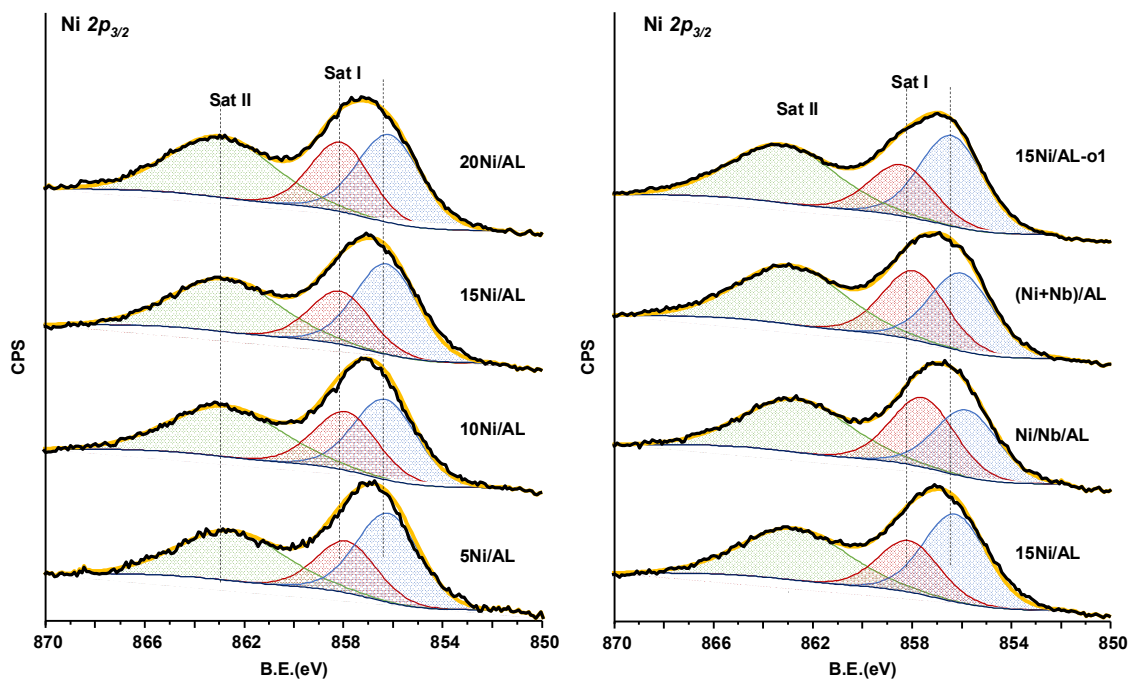 Ni 2p3/2
Sat I
Sat II
20Ni/AL
15Ni/AL
10Ni/AL
5Ni/AL
CPS
870 866 862 858 854 850
B.E.(eV)
Ni 2p3/2
Sat I
Sat II
15Ni/AL-o1
(Ni+Nb)/AL
Ni/Nb/AL
15Ni/AL
CPS
870 866 862 858 854 850
B.E.(eV)